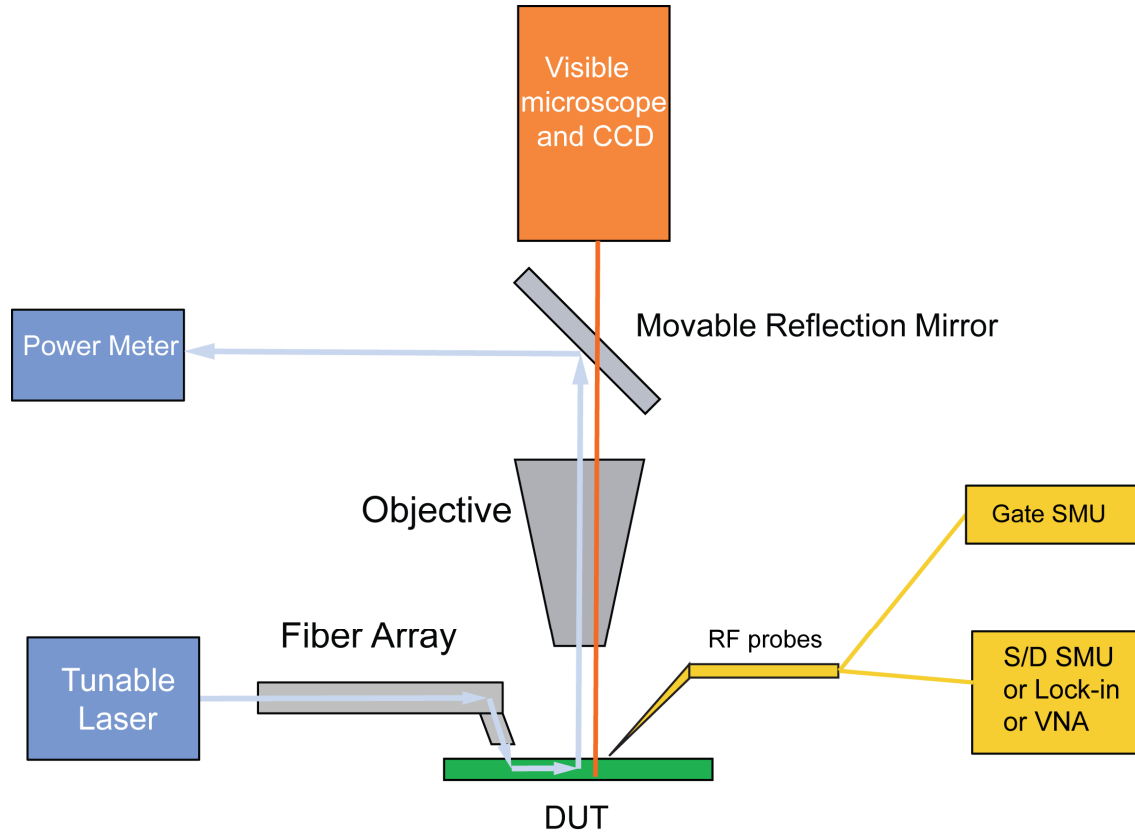 Visible
microscope
and CCD
Movable Reflection Mirror
Power Meter
Objective
Gate SMU
Fiber Array
RF probes
Tunable
Laser
S/D SMU
or Lock-in
or VNA
DUT